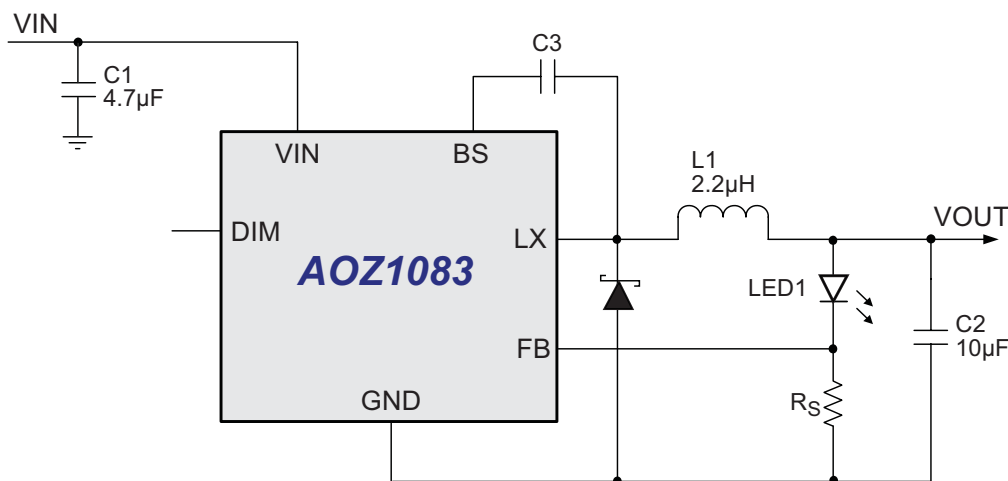 VIN
C1
4.7µF
C3
VIN
BS
L1
2.2µH
DIM
LX
VOUT
AOZ1083
LED1
FB
C2
10µF
GND
RS